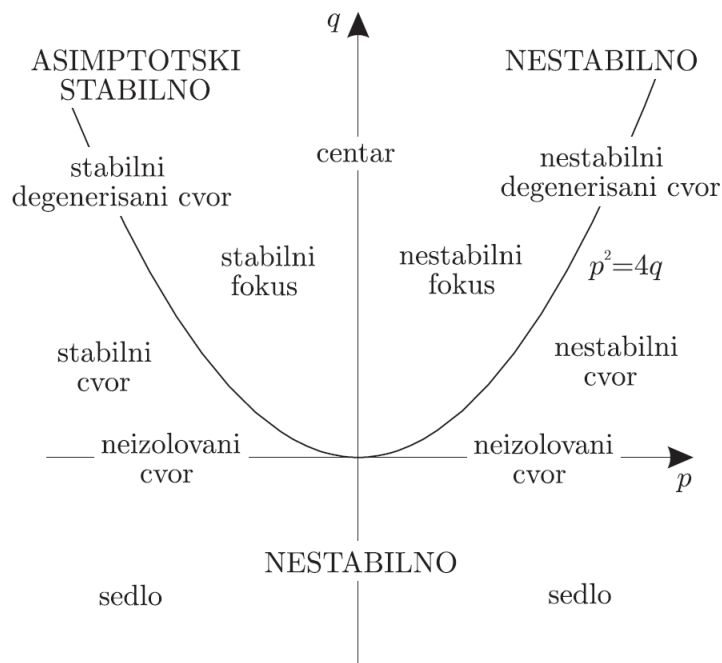 q
ASIMPTOTSKI
STABILNO
NESTABILNO
centar
stabilni
degenerisani cvor
nestabilni
degenerisani cvor
stabilni
fokus
nestabilni
fokus
p²=4q
stabilni
cvor
nestabilni
cvor
neizolovani
cvor
neizolovani
cvor
p
NESTABILNO
sedlo
sedlo